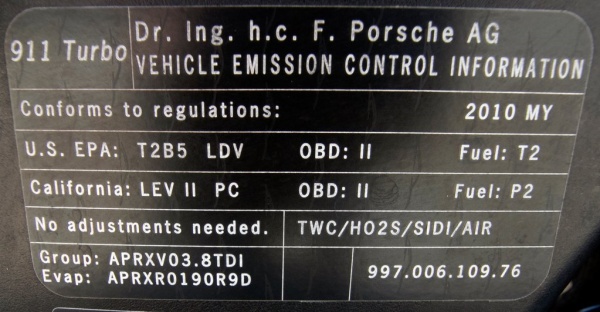 911 Turbo
Dr. Ing. h.c. F. Porsche AG
VEHICLE EMISSION CONTROL INFORMATION
Conforms to regulations: 2010 MY
U.S. EPA: T2B5 LDV OBD: II Fuel: T2
California: LEV II PC OBD: II Fuel: P2
No adjustments needed. TWC/HO2S/SIDI/AIR
Group: APRXV03.8TDI
Evap: APRXR0190R9D
997.006.109.76